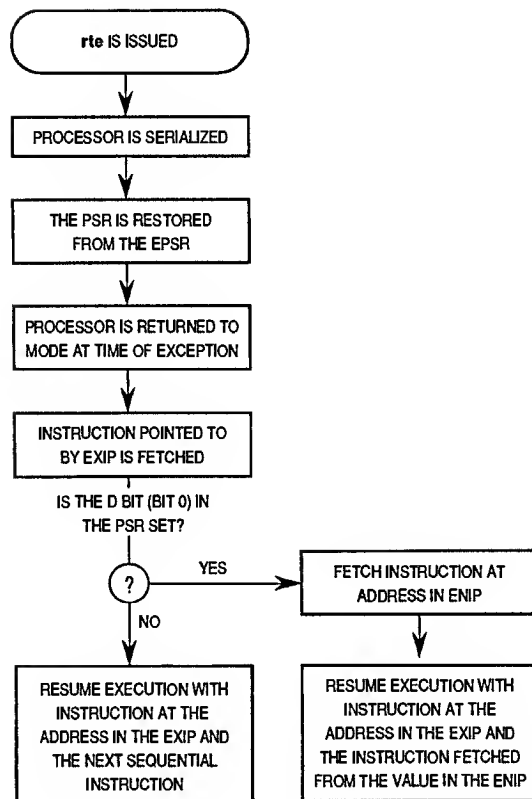 rte IS ISSUED
PROCESSOR IS SERIALIZED
THE PSR IS RESTORED
FROM THE EPSR
PROCESSOR IS RETURNED TO
MODE AT TIME OF EXCEPTION
INSTRUCTION POINTED TO
BY EXIP IS FETCHED
IS THE D BIT (BIT 0) IN
THE PSR SET?
?
YES
NO
FETCH INSTRUCTION AT
ADDRESS IN ENIP
RESUME EXECUTION WITH
INSTRUCTION AT THE
ADDRESS IN THE EXIP AND
THE NEXT SEQUENTIAL
INSTRUCTION
RESUME EXECUTION WITH
INSTRUCTION AT THE
ADDRESS IN THE EXIP AND
THE INSTRUCTION FETCHED
FROM THE VALUE IN THE ENIP